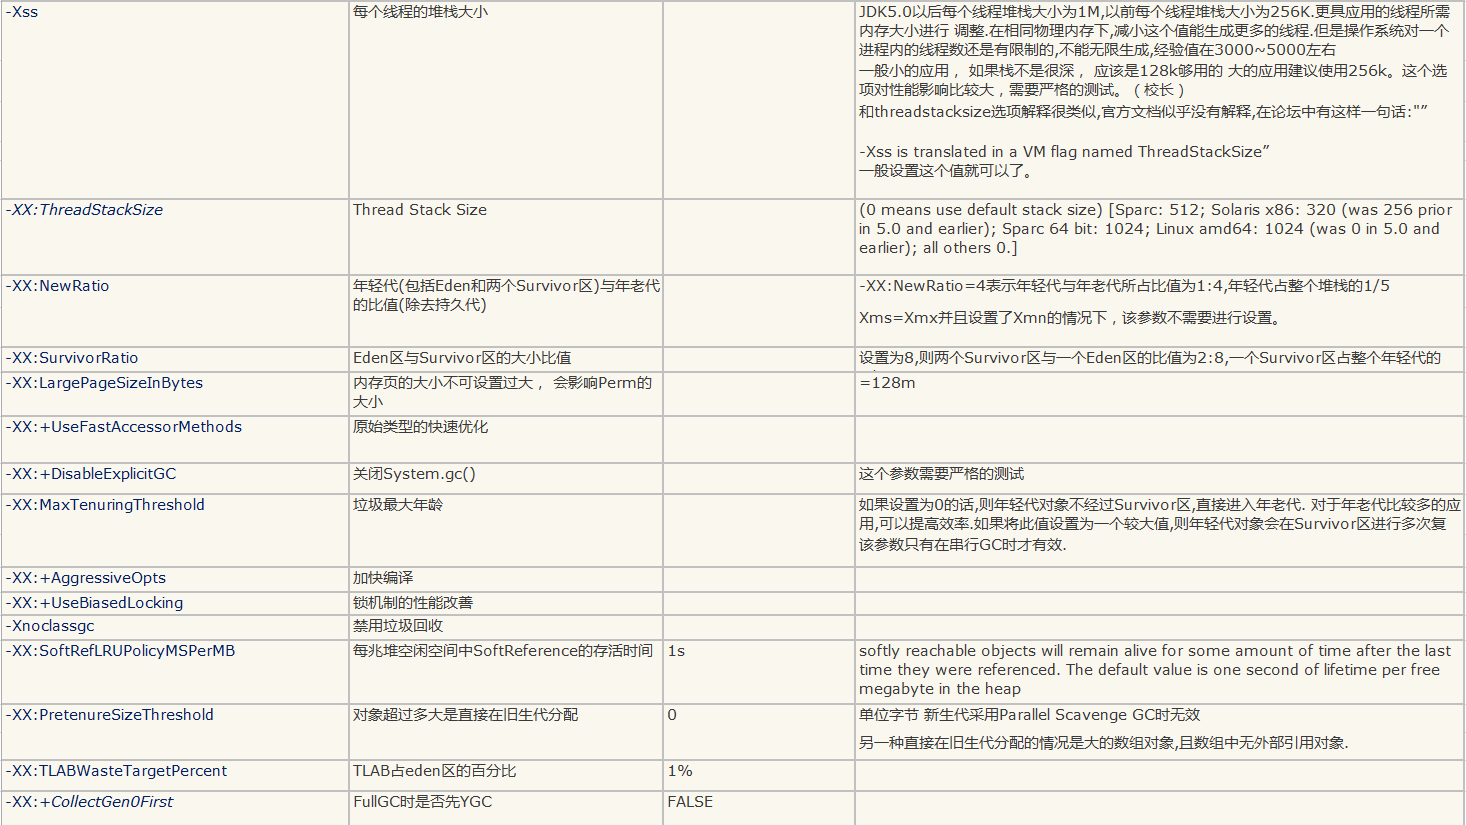 -Xss
每个线程的堆栈大小
JDK5.0以后每个线程堆栈大小为1M,以前每个线程堆栈大小为256K.更具应用的线程所需
内存大小进行 调整.在相同物理内存下,减小这个值能生成更多的线程.但是操作系统对一个
进程内的线程数还是有限制的,不能无限生成,经验值在3000~5000左右
一般小的应用， 如果栈不是很深， 应该是128k够用的 大的应用建议使用256k。这个选
项对性能影响比较大，需要严格的测试。（校长）
和threadstacksize选项解释很类似,官方文档似乎没有解释,在论坛中有这样一句话:"”
-Xss is translated in a VM flag named ThreadStackSize”
一般设置这个值就可以了。
-XX:ThreadStackSize
Thread Stack Size
(0 means use default stack size) [Sparc: 512; Solaris x86: 320 (was 256 prior
in 5.0 and earlier); Sparc 64 bit: 1024; Linux amd64: 1024 (was 0 in 5.0 and
earlier); all others 0.]
-XX:NewRatio
年轻代(包括Eden和两个Survivor区)与年老代
的比值(除去持久代)
-XX:NewRatio=4表示年轻代与年老代所占比值为1:4,年轻代占整个堆栈的1/5
Xms=Xmx并且设置了Xmn的情况下，该参数不需要进行设置。
-XX:SurvivorRatio
Eden区与Survivor区的大小比值
设置为8,则两个Survivor区与一个Eden区的比值为2:8,一个Survivor区占整个年轻代的
-XX:LargePageSizeInBytes
内存页的大小不可设置过大， 会影响Perm的
大小
=128m
-XX:+UseFastAccessorMethods
原始类型的快速优化
-XX:+DisableExplicitGC
关闭System.gc()
这个参数需要严格的测试
-XX:MaxTenuringThreshold
垃圾最大年龄
如果设置为0的话,则年轻代对象不经过Survivor区,直接进入年老代. 对于年老代比较多的应
用,可以提高效率.如果将此值设置为一个较大值,则年轻代对象会在Survivor区进行多次复
该参数只有在串行GC时才有效.
-XX:+AggressiveOpts
加快编译
-XX:+UseBiasedLocking
锁机制的性能改善
-Xnoclassgc
禁用垃圾回收
-XX:SoftRefLRUPolicyMSPerMB
每兆堆空闲空间中SoftReference的存活时间
1s
softly reachable objects will remain alive for some amount of time after the last
time they were referenced. The default value is one second of lifetime per free
megabyte in the heap
-XX:PretenureSizeThreshold
对象超过多大是直接在旧生代分配
0
单位字节 新生代采用Parallel Scavenge GC时无效
另一种直接在旧生代分配的情况是大的数组对象,且数组中无外部引用对象.
-XX:TLABWasteTargetPercent
TLAB占eden区的百分比
1%
-XX:+CollectGen0First
FullGC时是否先YGC
FALSE